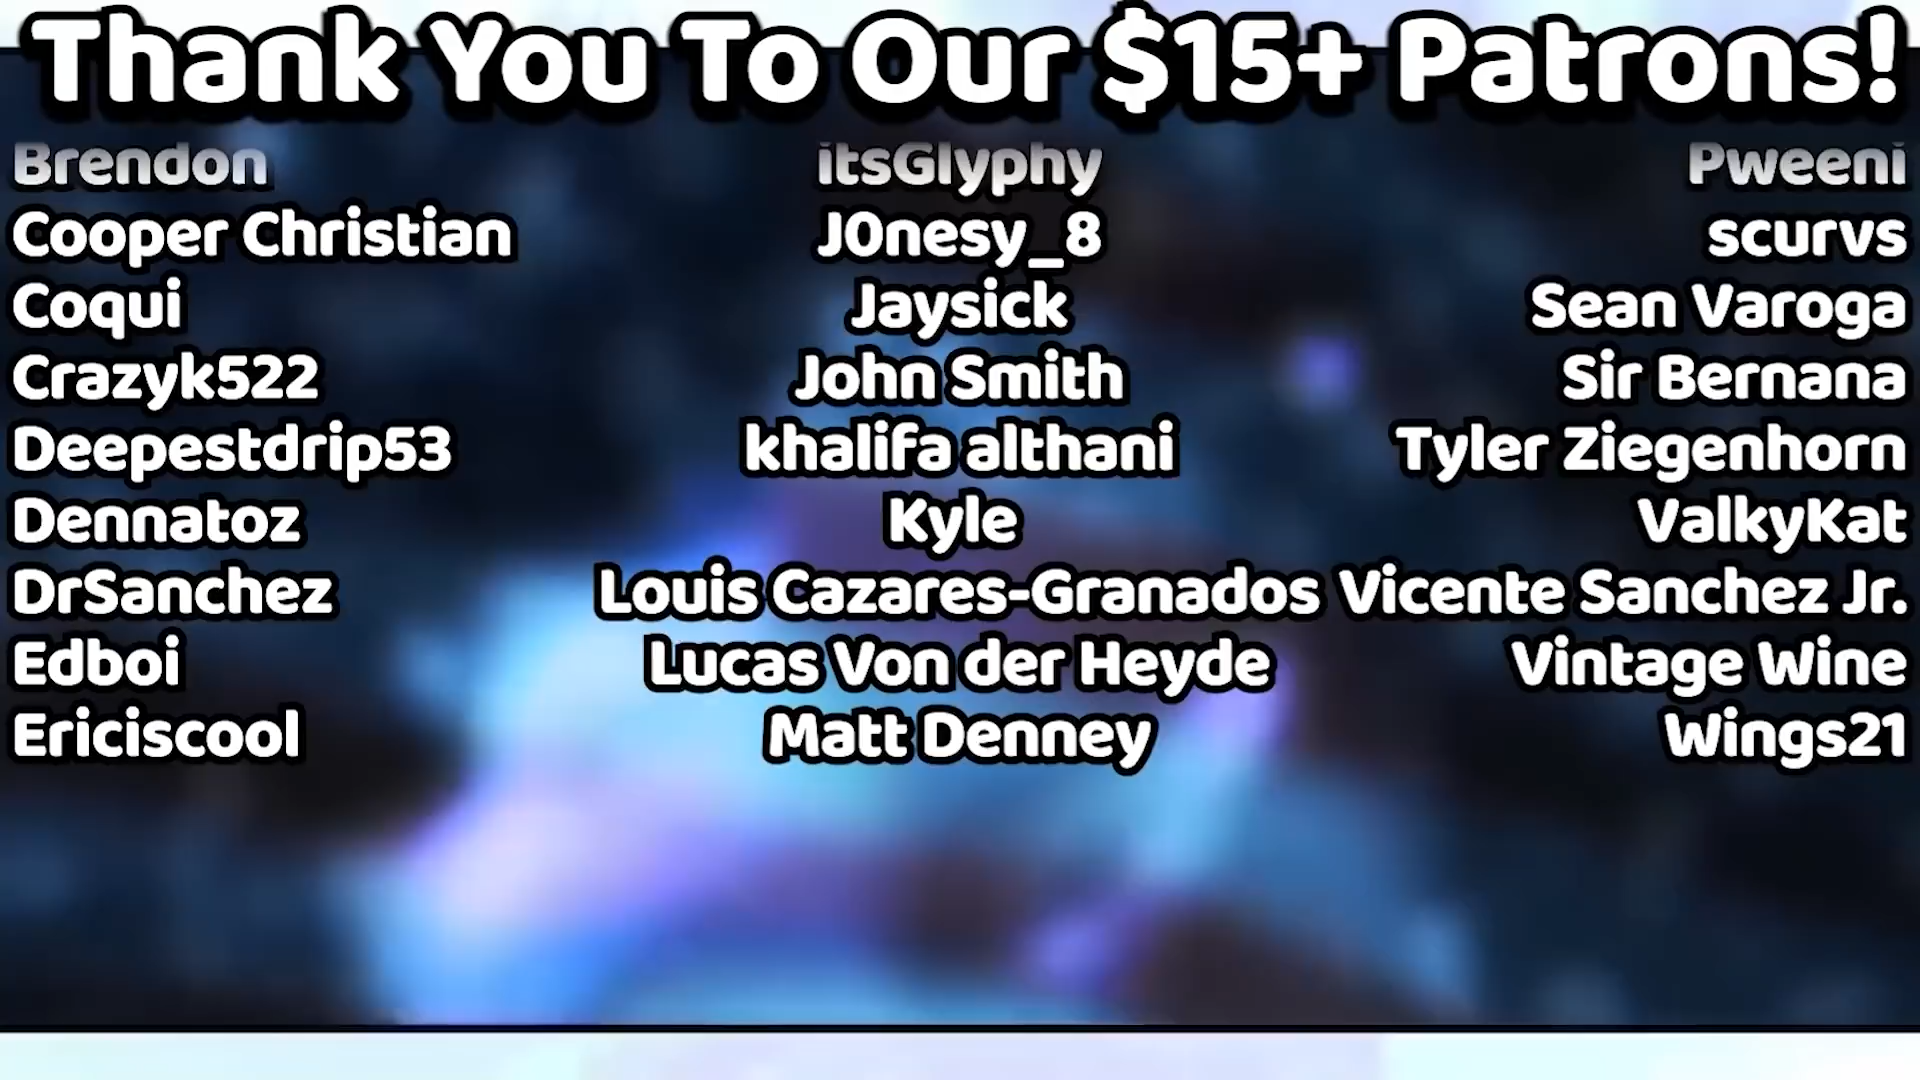 Thank You To Our $15+ Patrons!
Brendon
Cooper Christian
Coqui
Crazyk522
Deepestdrip53
Dennatoz
DrSanchez
Edboi
Ericiscool
itsGlyphy
J0nesy_8
Jaysick
John Smith
khalifa althani
Kyle
Louis Cazares-Granados
Lucas Von der Heyde
Matt Denney
Pweeni
scurvs
Sean Varoga
Sir Bernana
Tyler Ziegenhorn
ValkyKat
Vicente Sanchez Jr.
Vintage Wine
Wings21